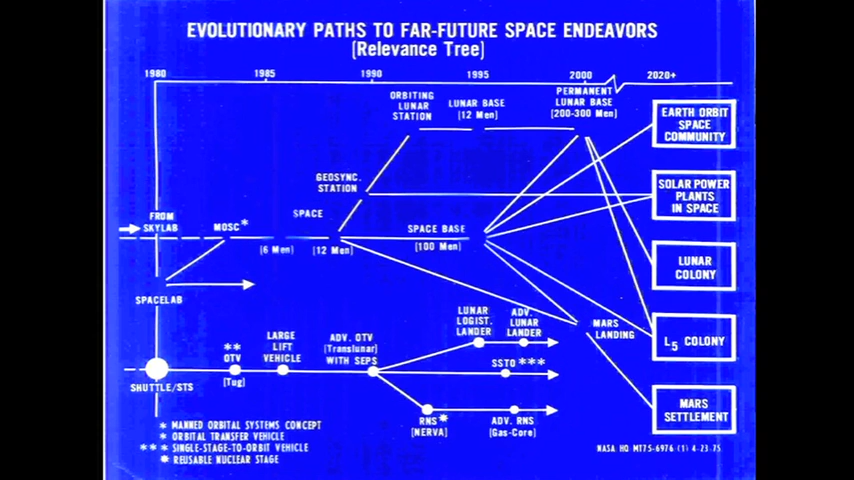 EVOLUTIONARY PATHS TO FAR-FUTURE SPACE ENDEAVORS
(Relevance Tree)
1980 1985 1990 1995 2000 2020+
ORBITING
LUNAR
STATION
LUNAR BASE
(12 Men)
PERMANENT
LUNAR BASE
(200-300 Men)
EARTH ORBIT
SPACE
COMMUNITY
GEOSYNC.
STATION
SOLAR POWER
PLANTS
IN SPACE
FROM
SKYLAB
MOSC*
SPACE
(6 Men)
(12 Men)
SPACE BASE
(100 Men)
LUNAR
COLONY
SPACELAB
LUNAR
LOGIST.
LANDER
ADV.
LUNAR
LANDER
MARS
LANDING
L5 COLONY
SHUTTLE/STS
**
OTV
(Tug)
LARGE
LIFT
VEHICLE
ADV. OTV
(Translunar)
WITH SEPS
SSTO ***
RNS*
(NERVA)
ADV. RNS
(Gas-Core)
MARS
SETTLEMENT
* MANNED ORBITAL SYSTEMS CONCEPT
* ORBITAL TRANSFER VEHICLE
*** SINGLE-STAGE-TO-ORBIT VEHICLE
* REUSABLE NUCLEAR STAGE
NASA HQ MT75-6976 (1) 4-23-75